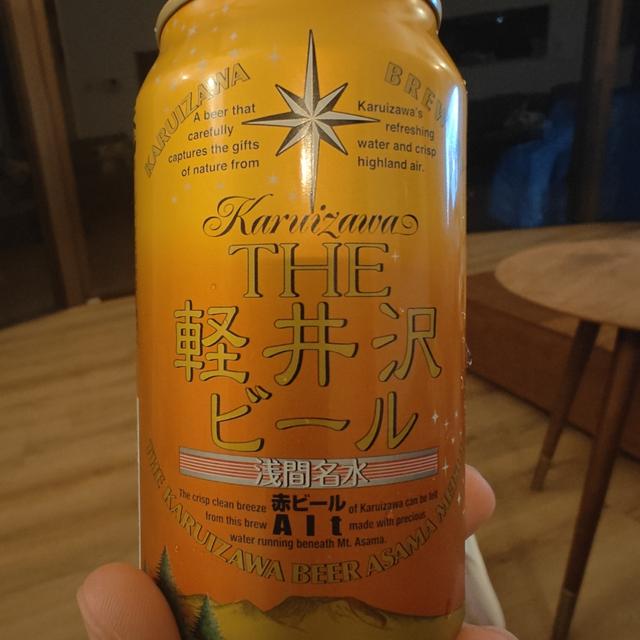 KARUIZAWA BREW
A beer that
carefully
captures the gifts
of nature from
Karuizawa's
refreshing
water and crisp
highland air.
Karuizawa
THE
軽井沢
ビール
浅間名水
The crisp clean breeze 赤ビール of Karuizawa can be felt
from this brew Alt made with precious
water running beneath Mt. Asama.
THE KARUIZAWA BEER ASAMA